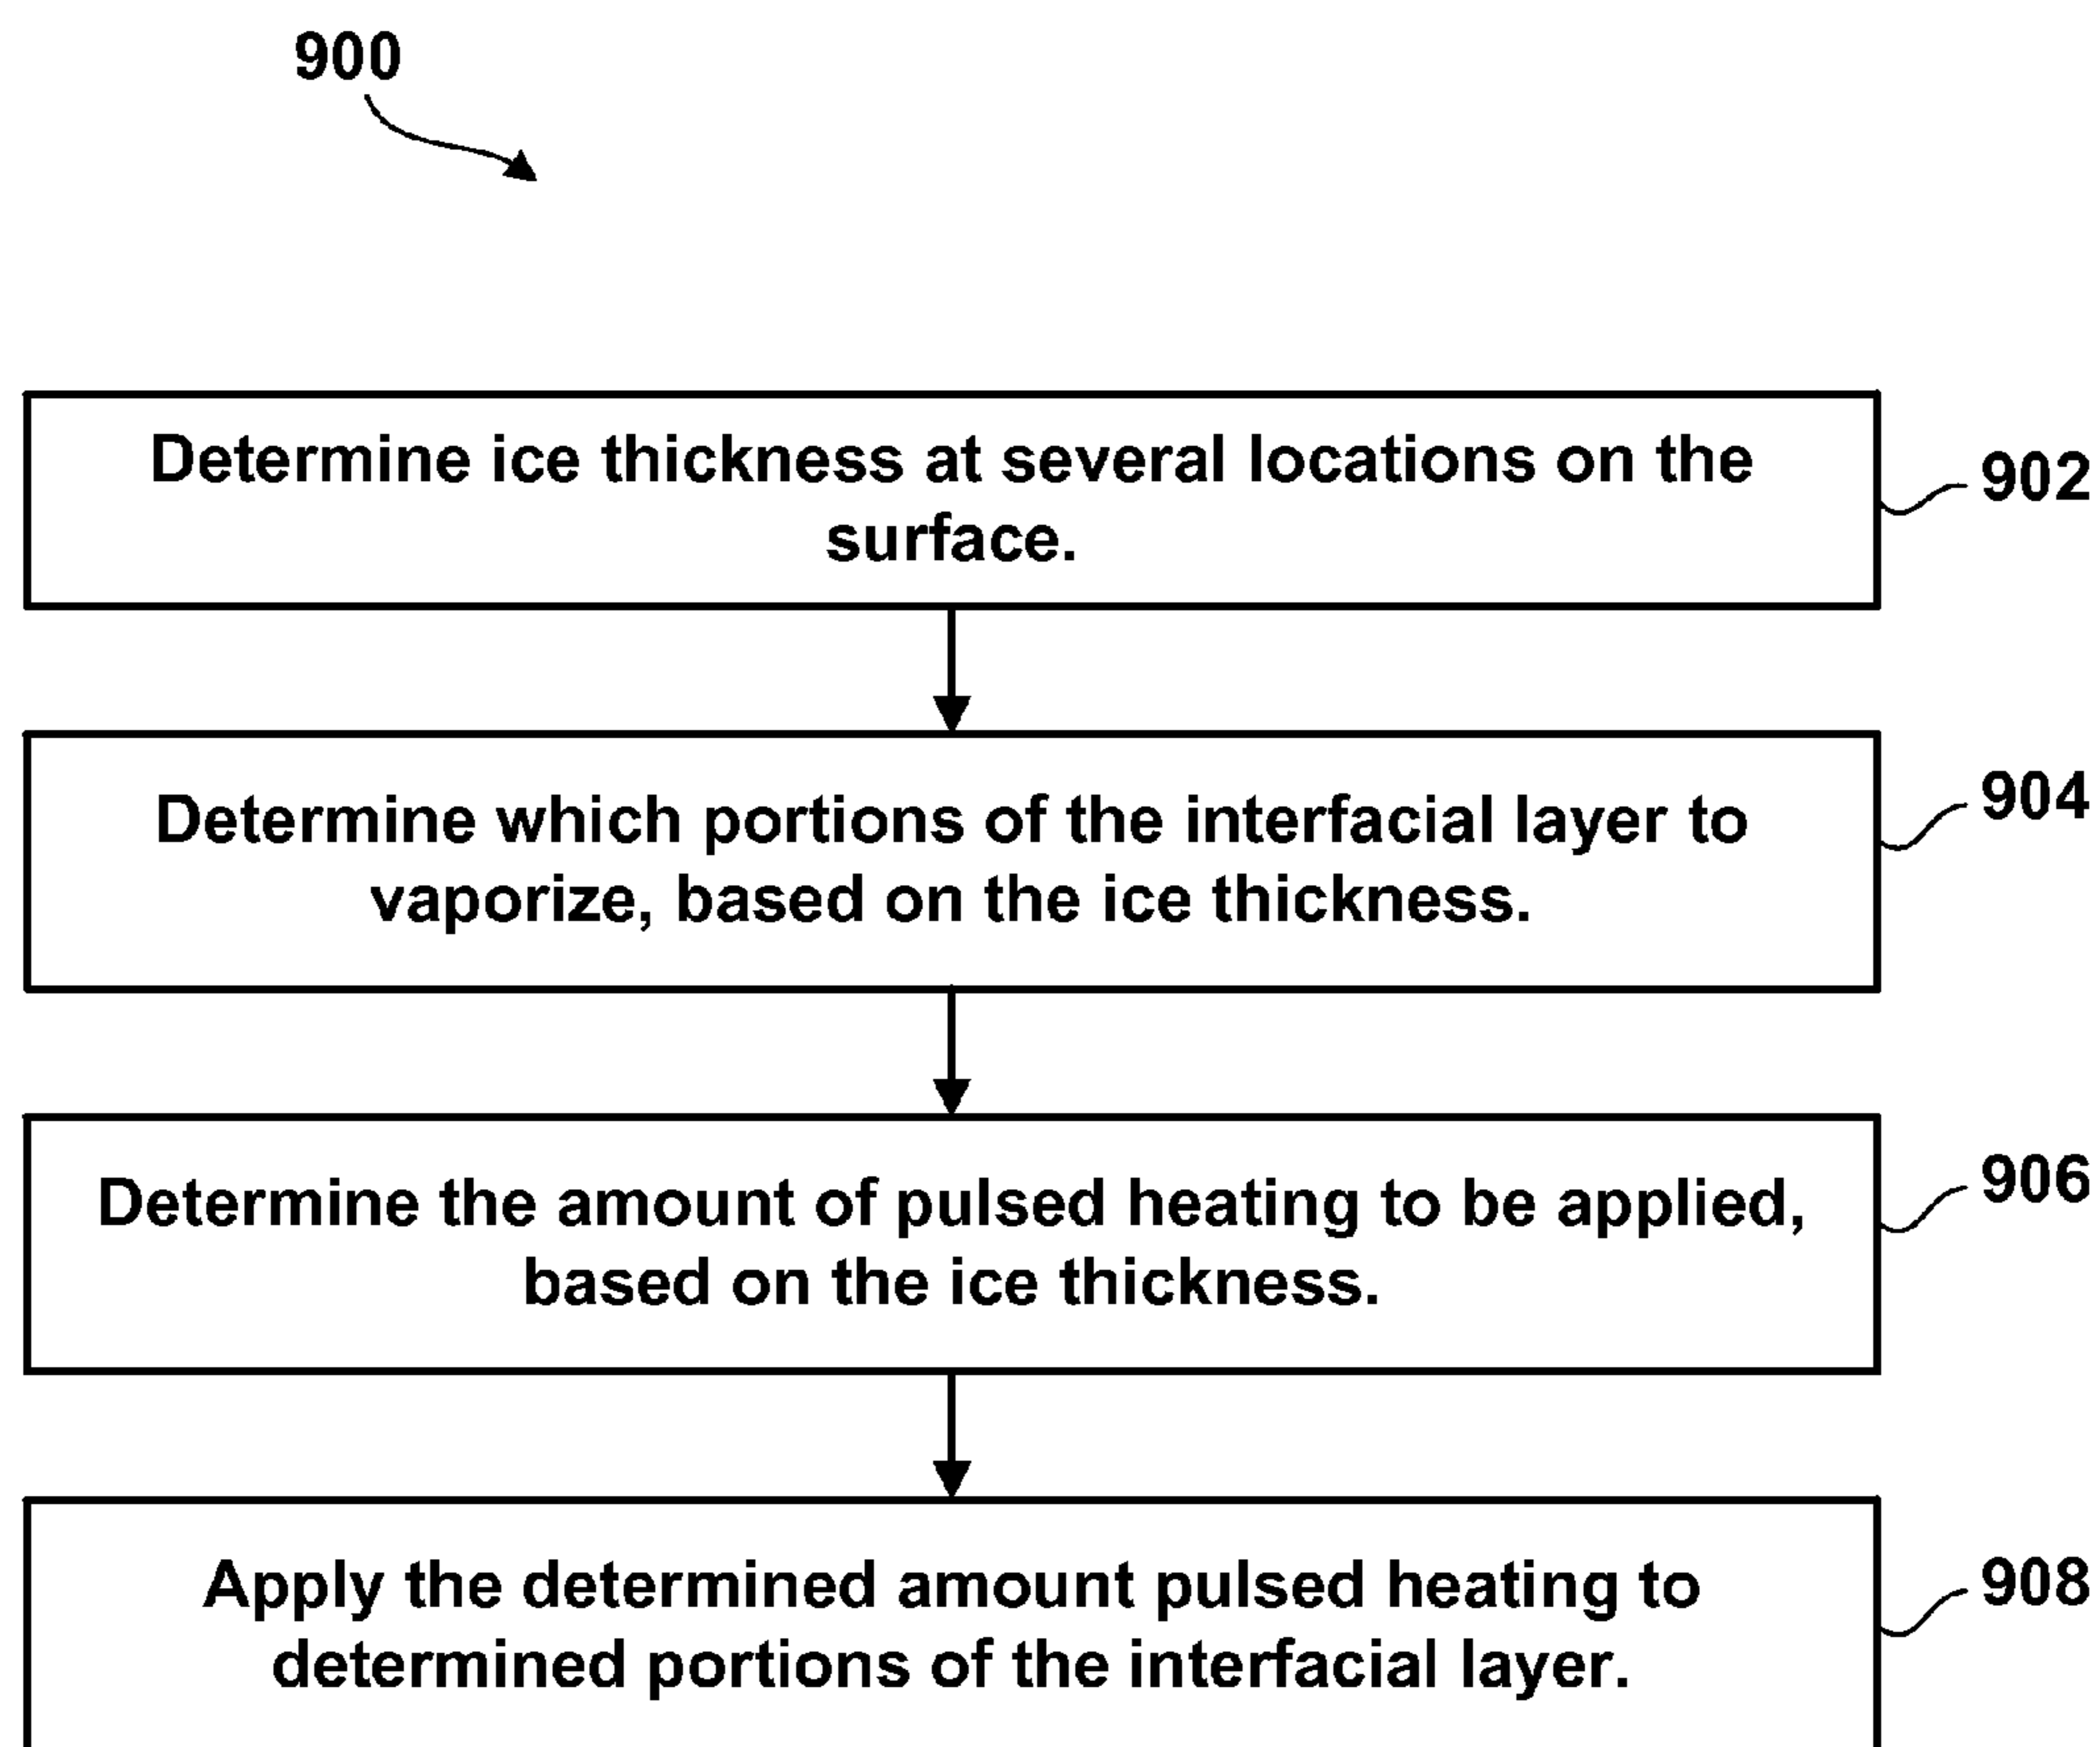 900
Determine ice thickness at several locations on the
surface.
902
Determine which portions of the interfacial layer to
vaporize, based on the ice thickness.
904
Determine the amount of pulsed heating to be applied,
based on the ice thickness.
906
Apply the determined amount pulsed heating to
determined portions of the interfacial layer.
908